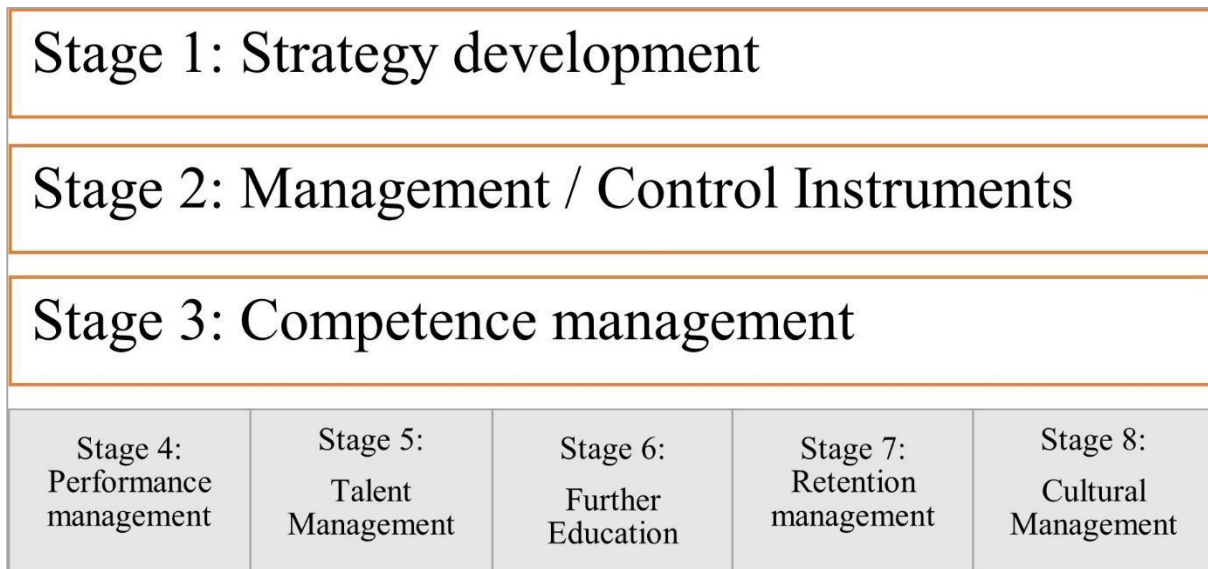 Stage 1: Strategy development
Stage 2: Management / Control Instruments
Stage 3: Competence management
Stage 4:
Performance
management
Stage 5:
Talent
Management
Stage 6:
Further
Education
Stage 7:
Retention
management
Stage 8:
Cultural
Management